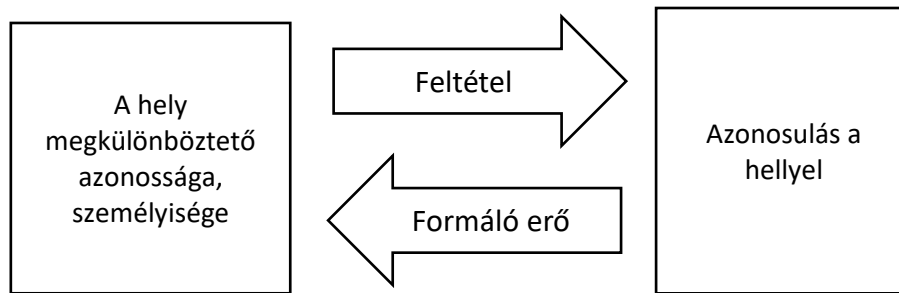 A hely
megkülönböztető
azonossága,
személyisége
Feltétel
Formáló erő
Azonosulás a
hellyel